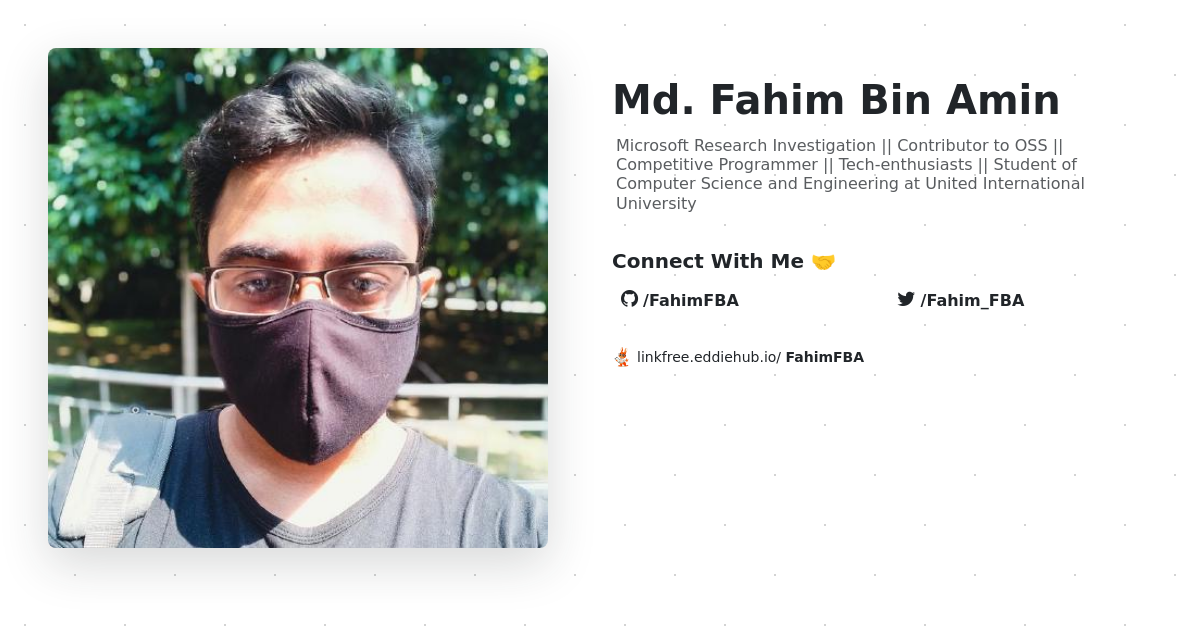 Md. Fahim Bin Amin
Microsoft Research Investigation || Contributor to OSS ||
Competitive Programmer || Tech-enthusiasts || Student of
Computer Science and Engineering at United International
University
Connect With Me 🤝
/FahimFBA
/Fahim_FBA
linkfree.eddiehub.io/ FahimFBA